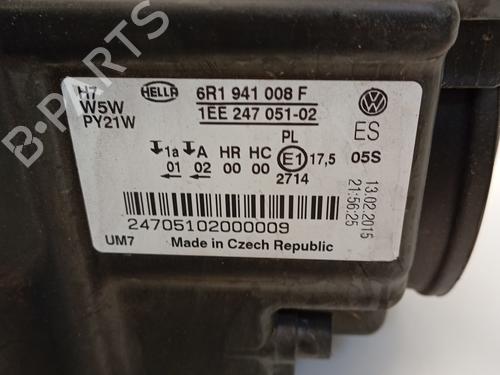 H7
W5W
PY21W
HELLA
6R1 941 008 F
1EE 247 051-02
ES
05S
1a A HR HC
01 02 00 00
PL
E1 17,5
2714
13.02.2015
21:56:25
24705102000009
UM7
Made in Czech Republic
B-PARTS